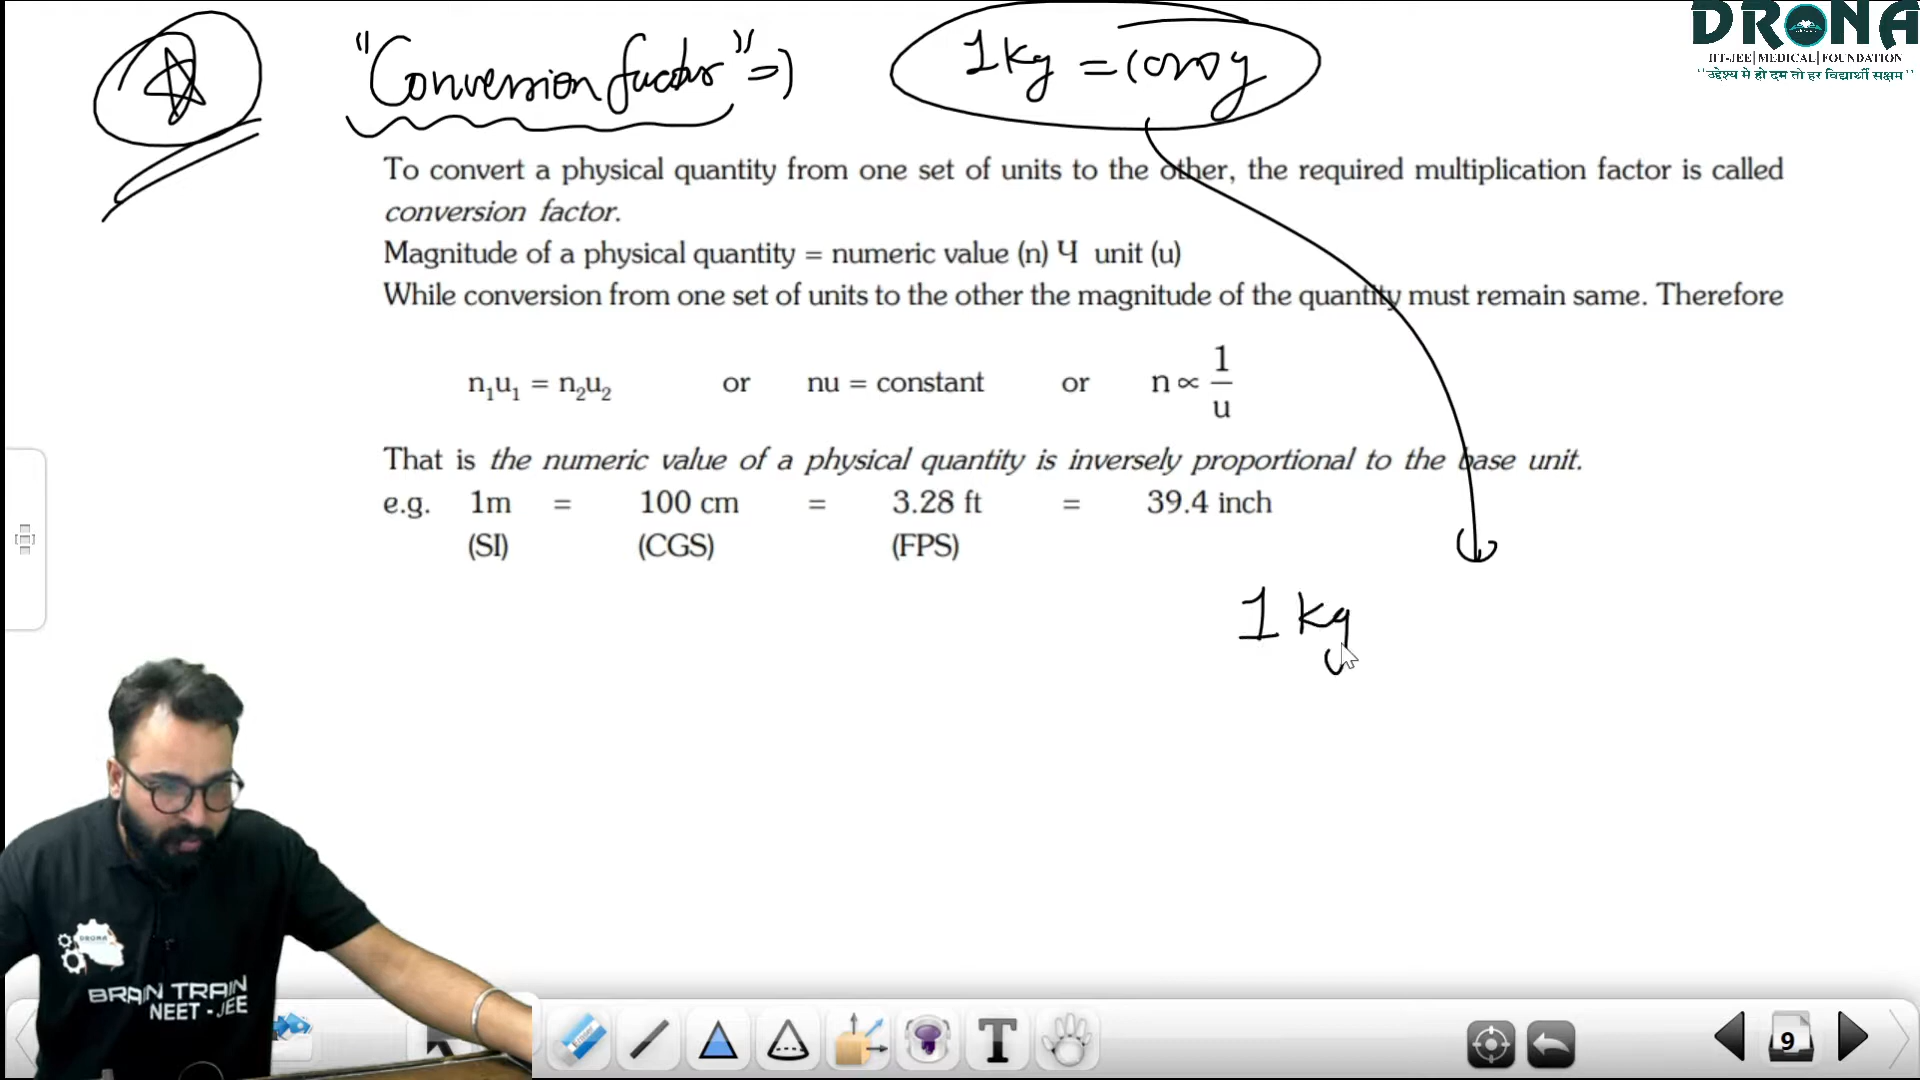 "Conversion factor" => 1 kg = 1000 g
DRONA
IIT-JEE|MEDICAL|FOUNDATION
"उद्देश्य मे हो दम तो हर विद्यार्थी सक्षम"
To convert a physical quantity from one set of units to the other, the required multiplication factor is called
conversion factor.
Magnitude of a physical quantity = numeric value (n) Ч unit (u)
While conversion from one set of units to the other the magnitude of the quantity must remain same. Therefore
n₁u₁ = n₂u₂ or nu = constant or n ∝ 1/u
That is the numeric value of a physical quantity is inversely proportional to the base unit.
e.g. 1m = 100 cm = 3.28 ft = 39.4 inch
(SI) (CGS) (FPS)
1 kg
DRONA
BRAIN TRAIN
NEET - JEE
T
9